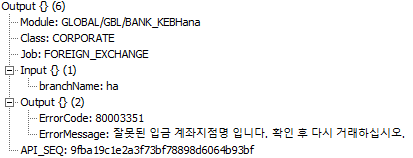 Output {} (6)
Module: GLOBAL/GBL/BANK_KEBHana
Class: CORPORATE
Job: FOREIGN_EXCHANGE
Input {} (1)
branchName: ha
Output {} (2)
ErrorCode: 80003351
ErrorMessage: 잘못된 입금 계좌지점명 입니다. 확인 후 다시 거래하십시오.
API_SEQ: 9fba19c1e2a3f73bf78898d6064b93bf